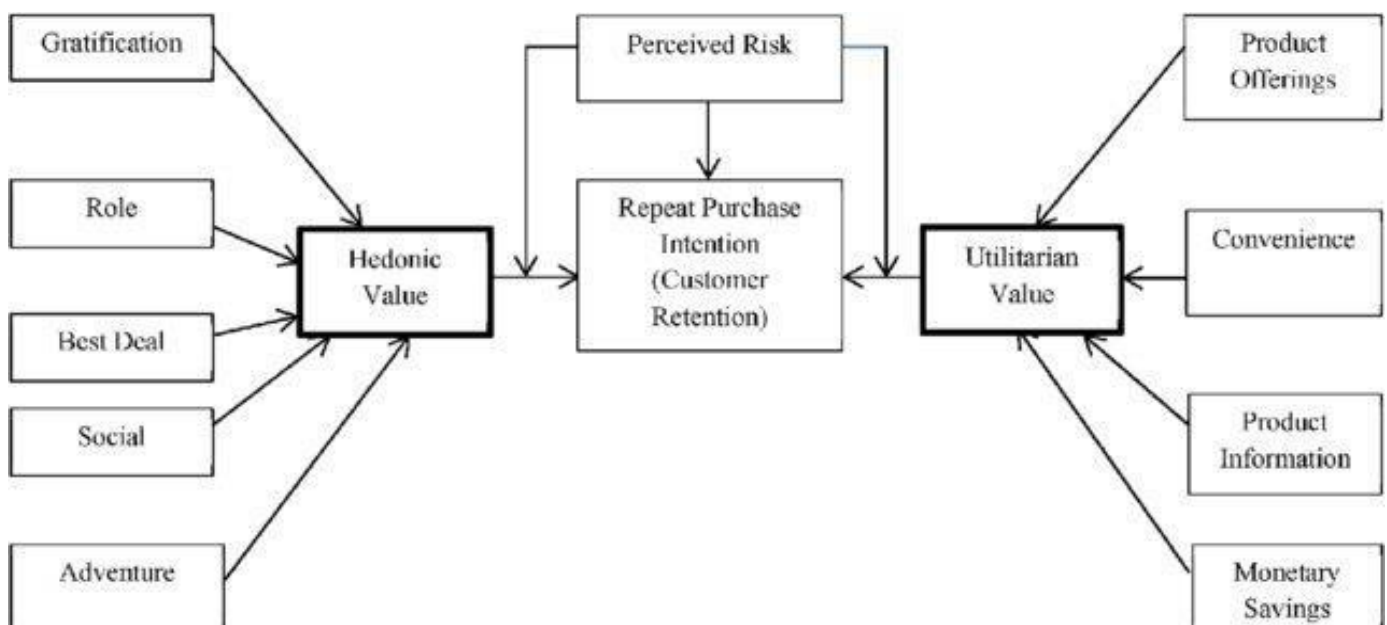 Gratification
Role
Best Deal
Social
Adventure
Hedonic
Value
Perceived Risk
Repeat Purchase
Intention
(Customer
Retention)
Utilitarian
Value
Product
Offerings
Convenience
Product
Information
Monetary
Savings